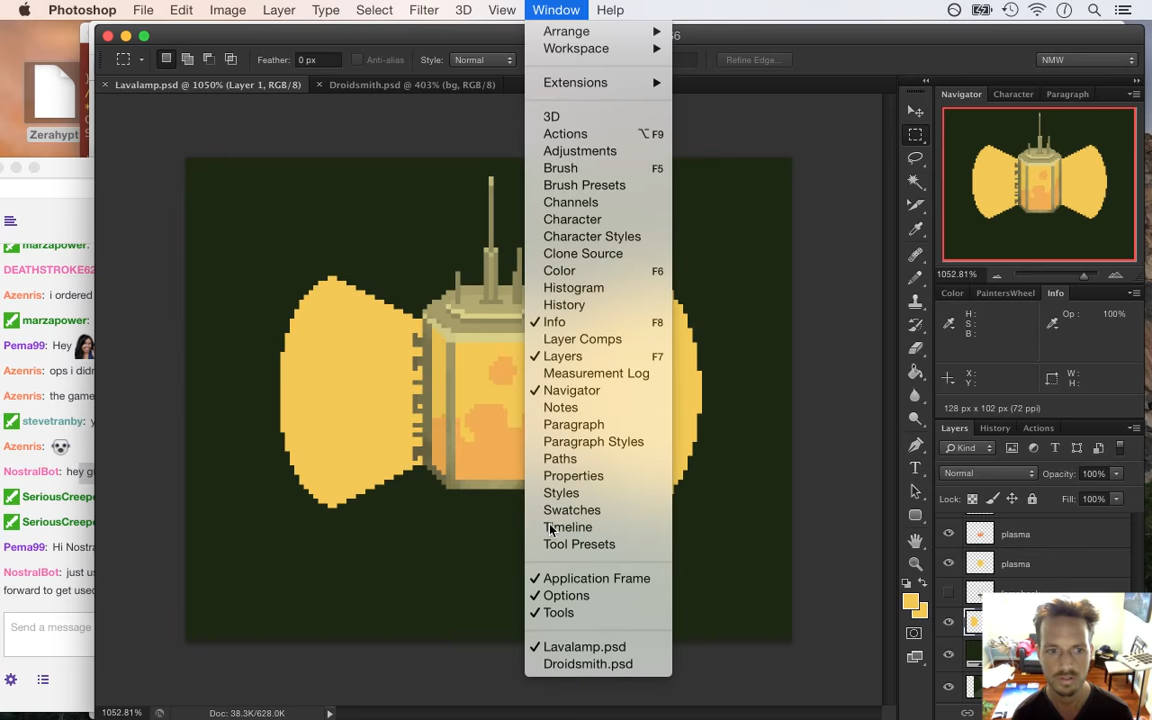 Photoshop File Edit Image Layer Type Select Filter 3D View Window Help
Feather: 0 px Anti-alias Style: Normal Refine Edge... NMW
Lavalamp.psd @ 1050% (Layer 1, RGB/8) Droidsmith.psd @ 403% (bg, RGB/8)
Zerahypt
marzapower:
DEATHSTROKE62
Azenris: i ordered
marzapower:
Pema99: Hey
Azenris: ops i didn
Azenris: the game
stevetranby: y
Azenris:
NostralBot: hey g
SeriousCreepe
SeriousCreepe
Pema99: Hi Nostra
NostralBot: just us
forward to get used
Send a message
Arrange
Workspace
Extensions
3D
Actions ⌥ F9
Adjustments
Brush F5
Brush Presets
Channels
Character
Character Styles
Clone Source
Color F6
Histogram
History
✓ Info F8
Layer Comps
✓ Layers F7
Measurement Log
✓ Navigator
Notes
Paragraph
Paragraph Styles
Paths
Properties
Styles
Swatches
Timeline
Tool Presets
✓ Application Frame
✓ Options
✓ Tools
✓ Lavalamp.psd
Droidsmith.psd
Navigator Character Paragraph
1052.81%
Color PaintersWheel Info
H: Op: 100%
S:
B:
X: W:
Y: H:
128 px x 102 px (72 ppi)
Layers History Actions
Kind
Normal Opacity: 100%
Lock: Fill: 100%
plasma
plasma
1052.81% Doc: 38.3K/628.0K